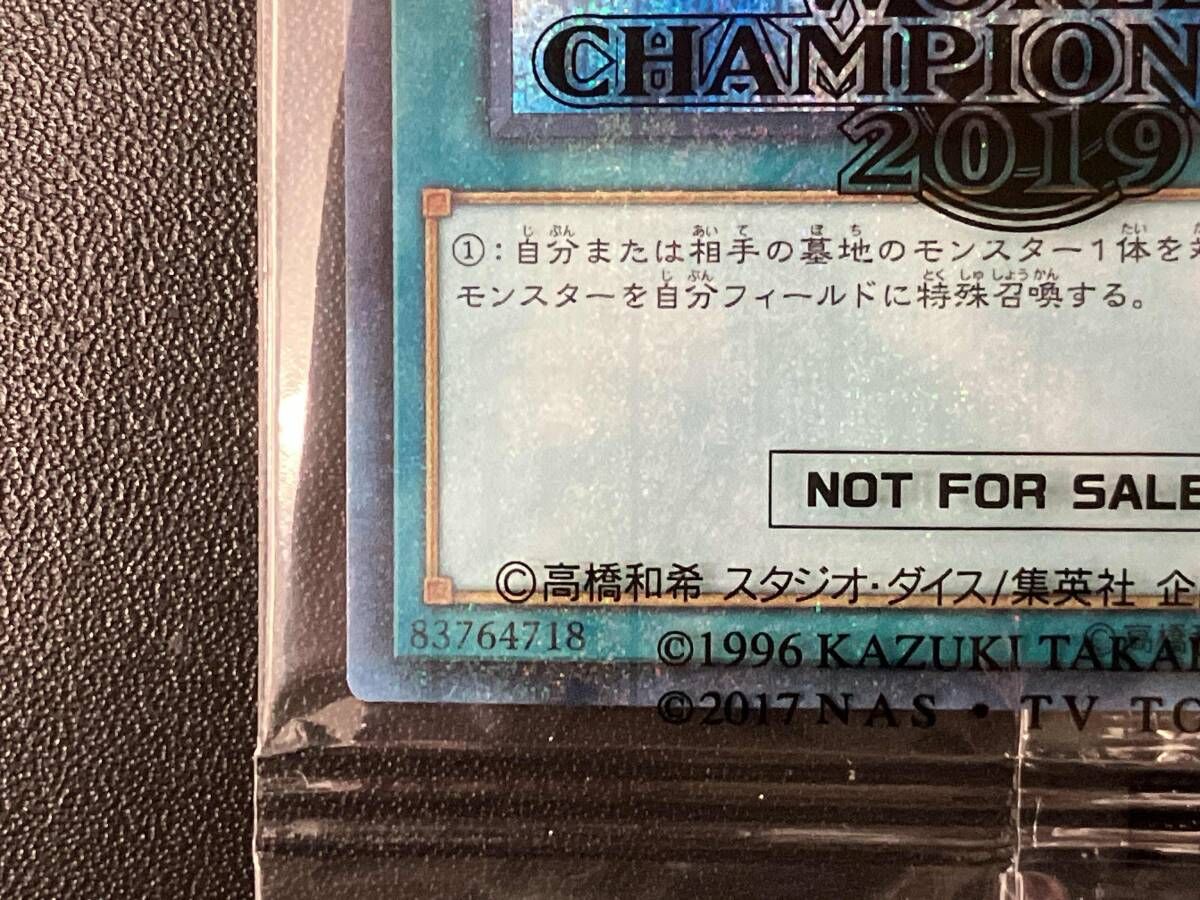 CHAMPION
2019
①:自分または相手の墓地のモンスター1体を
モンスターを自分フィールドに特殊召喚する。
NOT FOR SALE
©高橋和希 スタジオ・ダイス/集英社 企
83764718
©1996 KAZUKI TAKA
©2017 NAS・TV TO